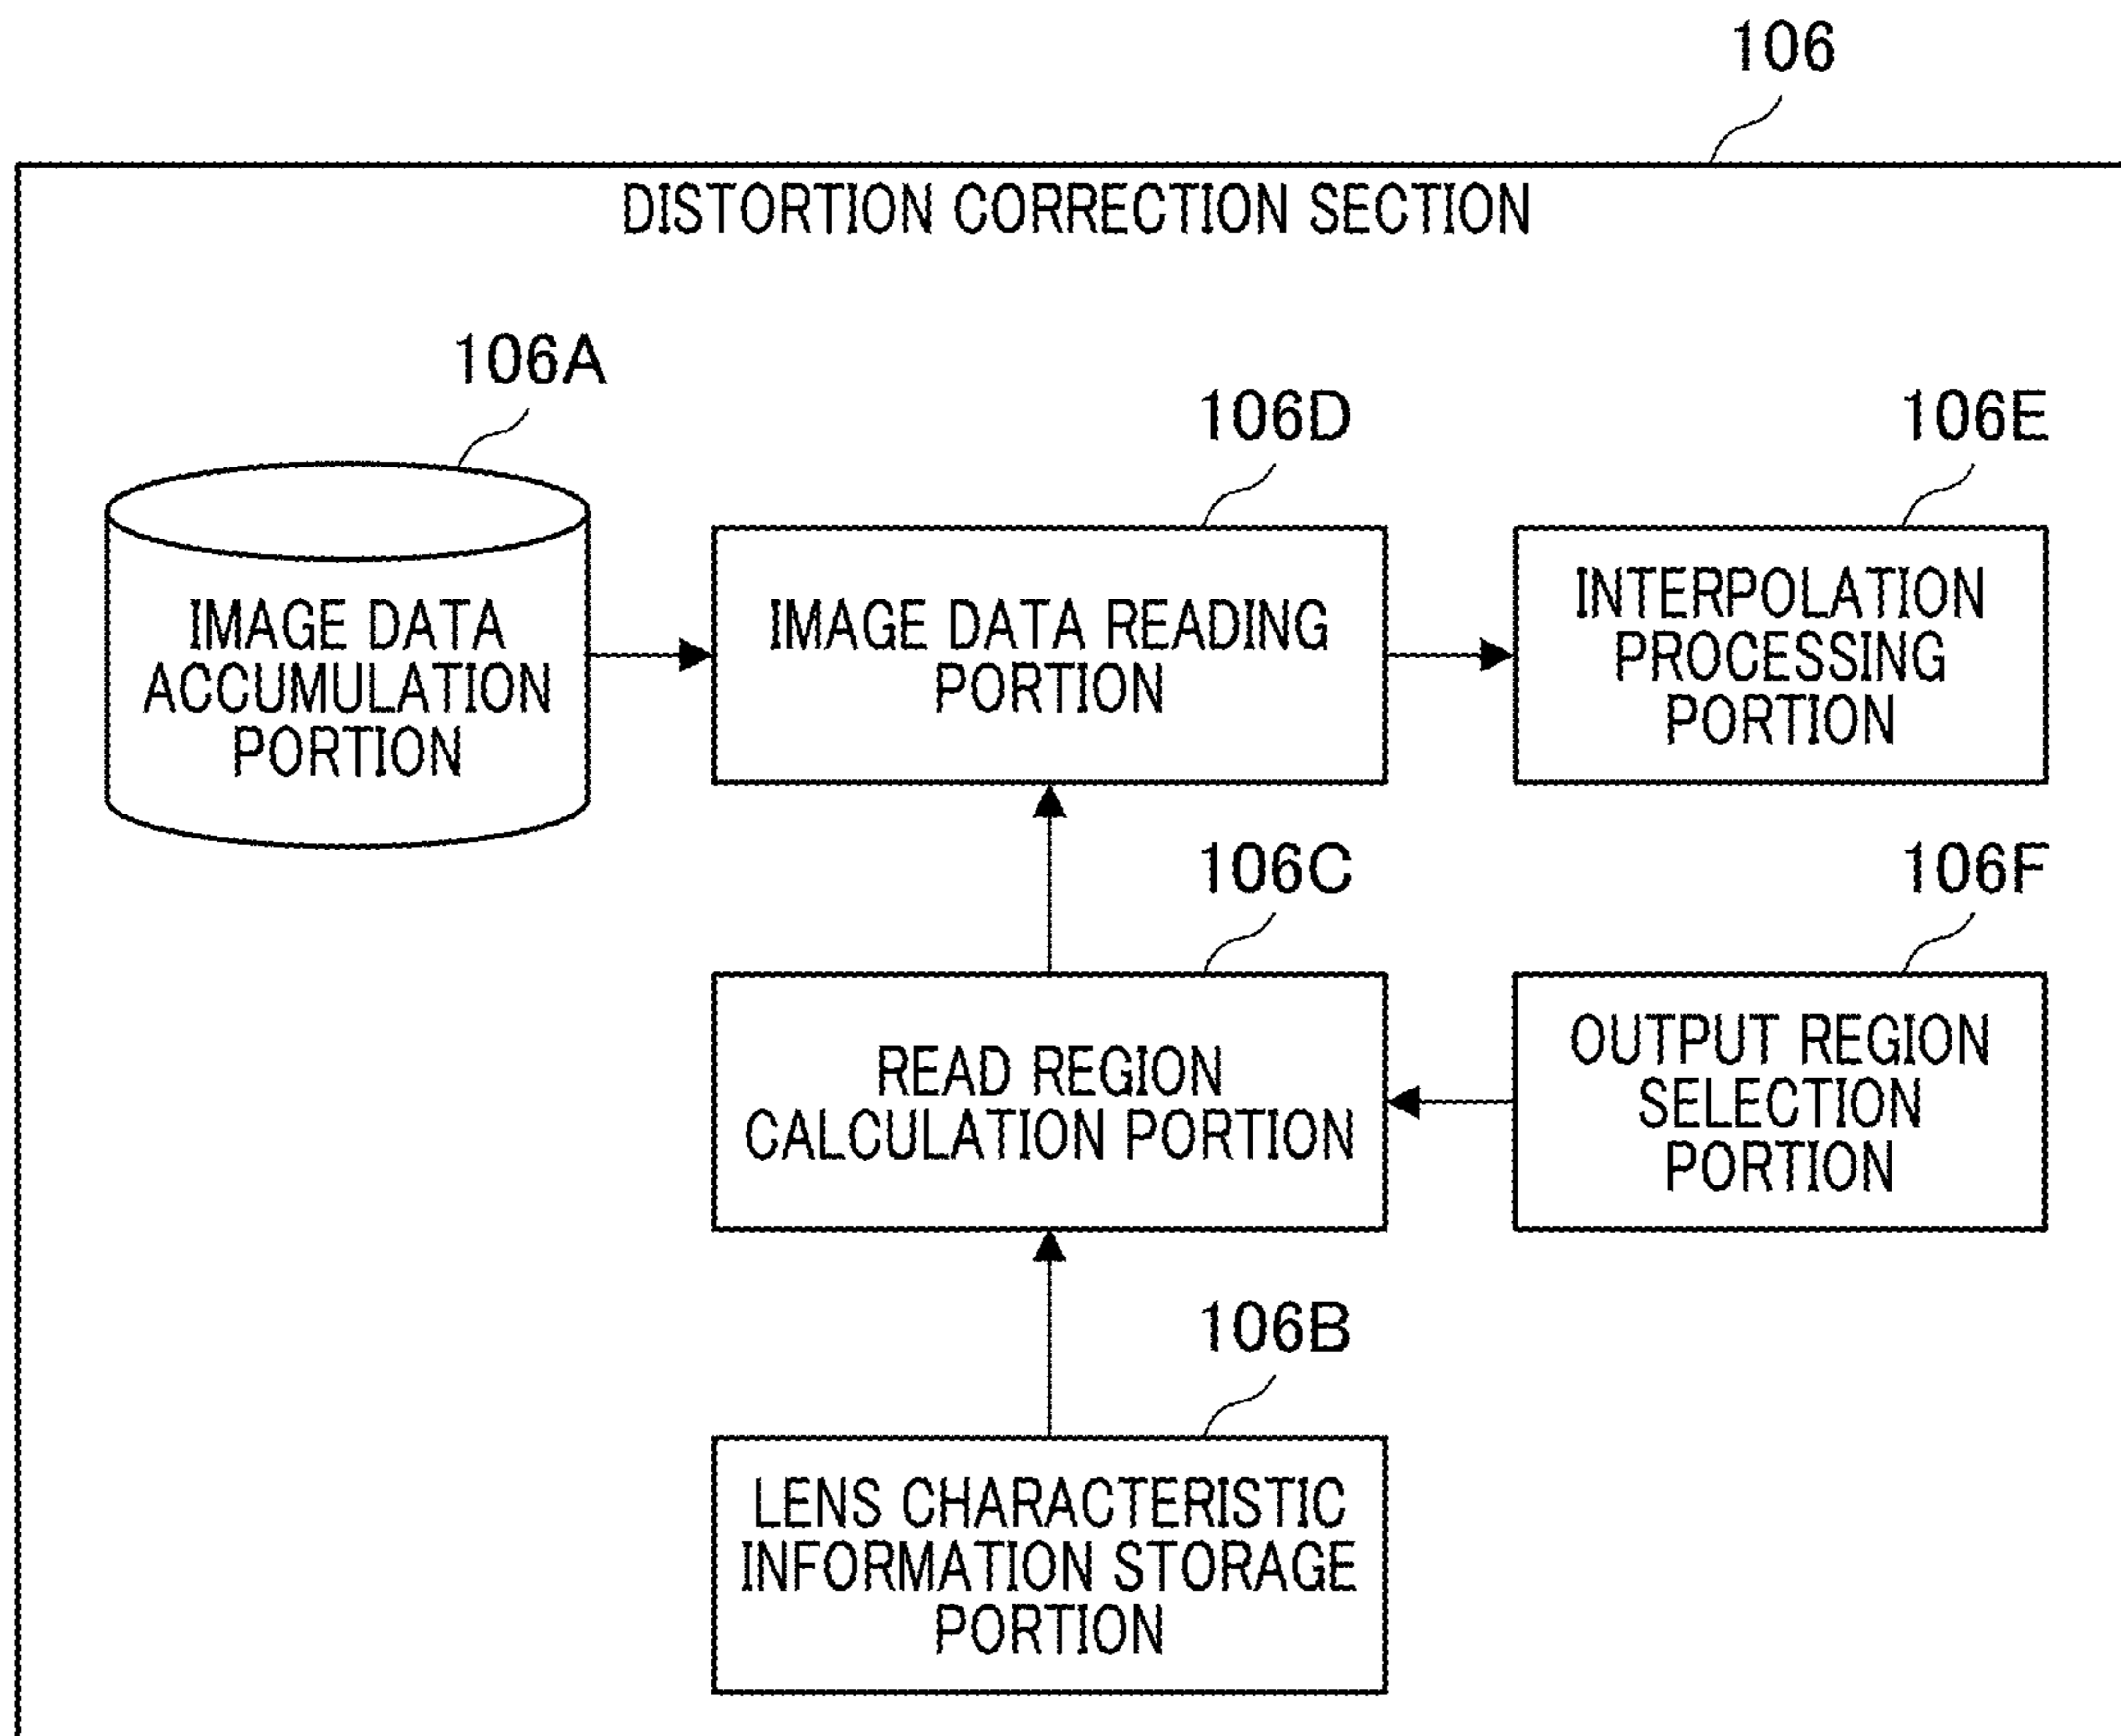 106
DISTORTION CORRECTION SECTION
106A
106D
106E
IMAGE DATA
ACCUMULATION
PORTION
IMAGE DATA READING
PORTION
INTERPOLATION
PROCESSING
PORTION
106C
106F
READ REGION
CALCULATION PORTION
OUTPUT REGION
SELECTION
PORTION
106B
LENS CHARACTERISTIC
INFORMATION STORAGE
PORTION